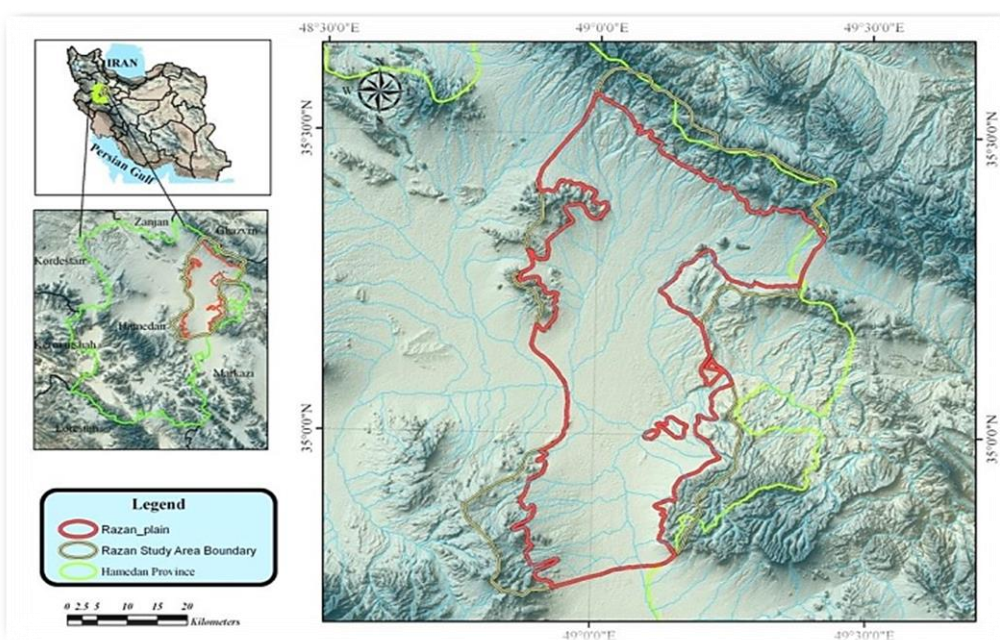 48°30'0"E 49°0'0"E 49°30'0"E
IRAN
Persian Gulf
W
35°30'0"N
35°30'0"N
Zanjan
Ghazvin
Kordestan
Hamedan
Kermanshah
Markazi
Lorestan
35°0'0"N
35°0'0"N
Legend
Razan_plain
Razan Study Area Boundary
Hamedan Province
0 2.5 5 10 15 20
Kilometers
49°0'0"E 49°30'0"E